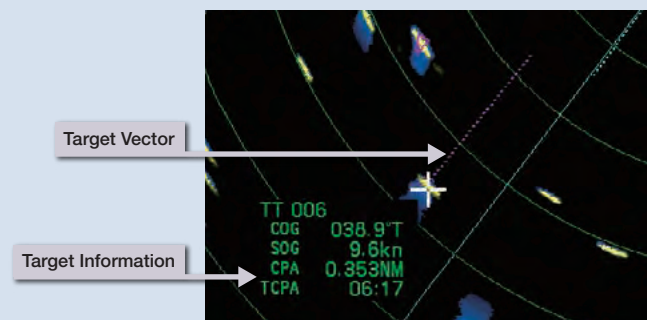 Target Vector
Target Information
TT 006
COG 038.9°T
SOG 9.6kn
CPA 0.353NM
TCPA 06:17